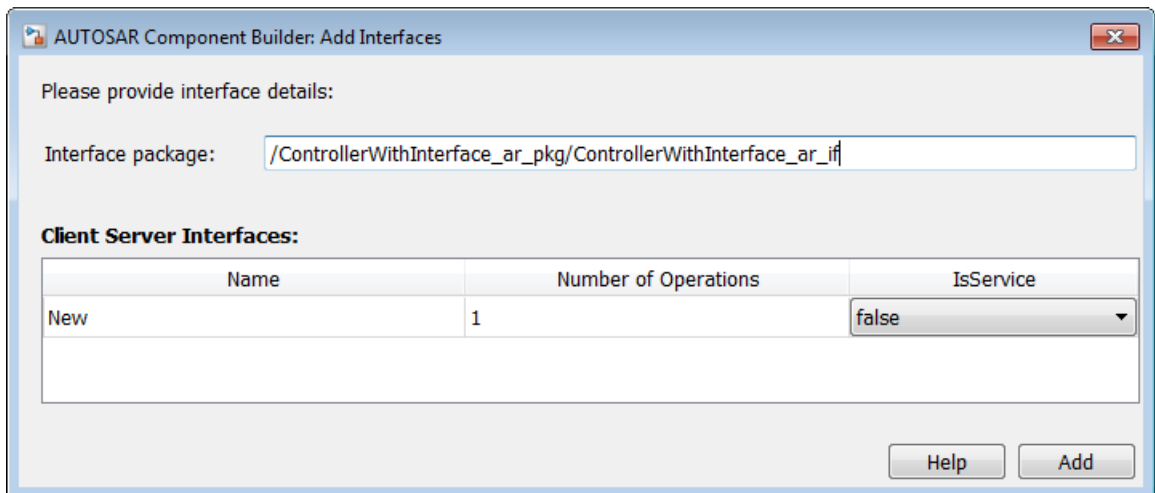 AUTOSAR Component Builder: Add Interfaces
Please provide interface details:
Interface package: /ControllerWithInterface_ar_pkg/ControllerWithInterface_ar_if
Client Server Interfaces:
Name Number of Operations IsService
New 1 false
Help Add